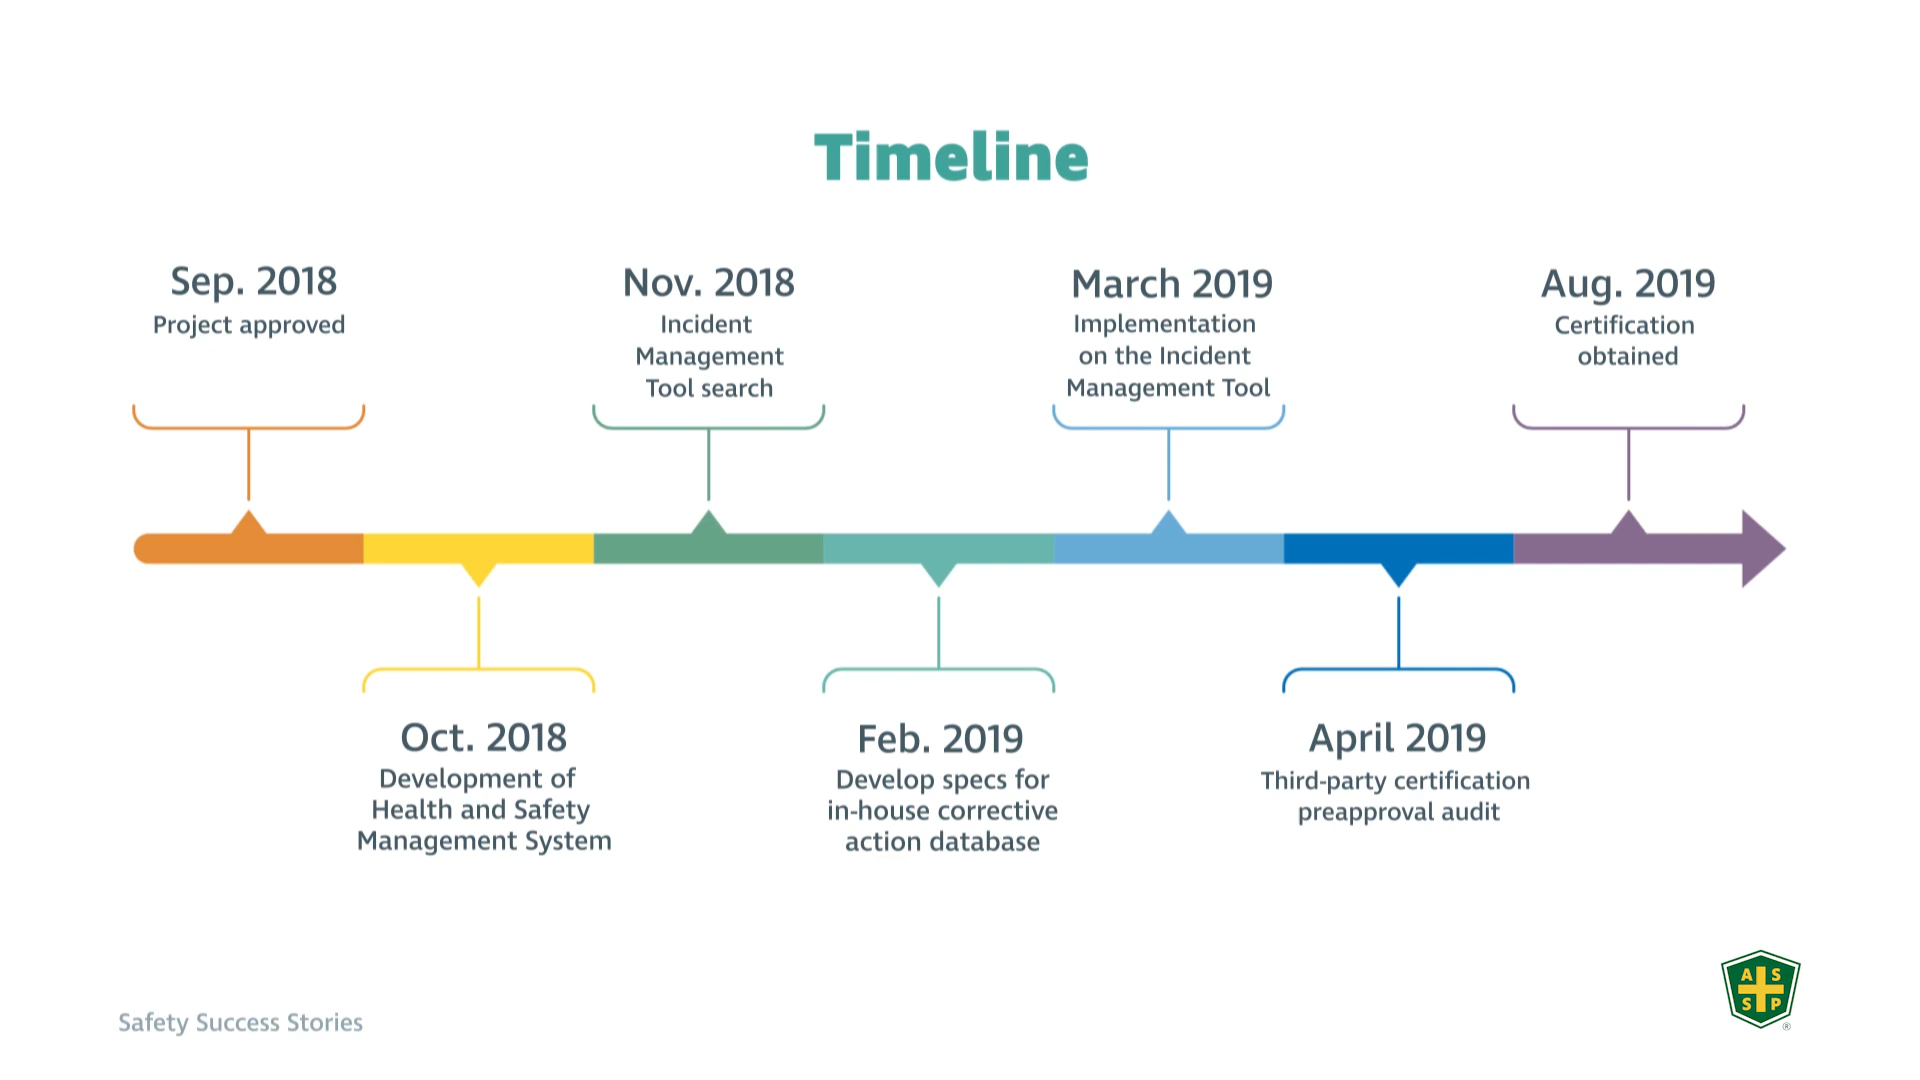 Timeline
Sep. 2018
Project approved
Nov. 2018
Incident
Management
Tool search
March 2019
Implementation
on the Incident
Management Tool
Aug. 2019
Certification
obtained
Oct. 2018
Development of
Health and Safety
Management System
Feb. 2019
Develop specs for
in-house corrective
action database
April 2019
Third-party certification
preapproval audit
Safety Success Stories
A S
S P
®